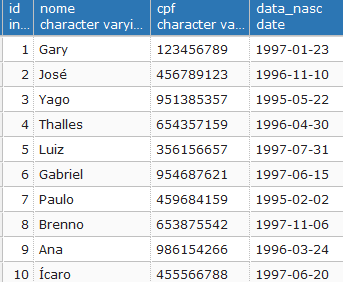 id nome cpf data_nasc
in... character varyi... character va... date
1 Gary 123456789 1997-01-23
2 José 456789123 1996-11-10
3 Yago 951385357 1995-05-22
4 Thalles 654357159 1996-04-30
5 Luiz 356156657 1997-07-31
6 Gabriel 954687621 1997-06-15
7 Paulo 459684159 1995-02-02
8 Brenno 653875542 1997-11-06
9 Ana 986154266 1996-03-24
10 Ícaro 455566788 1997-06-20